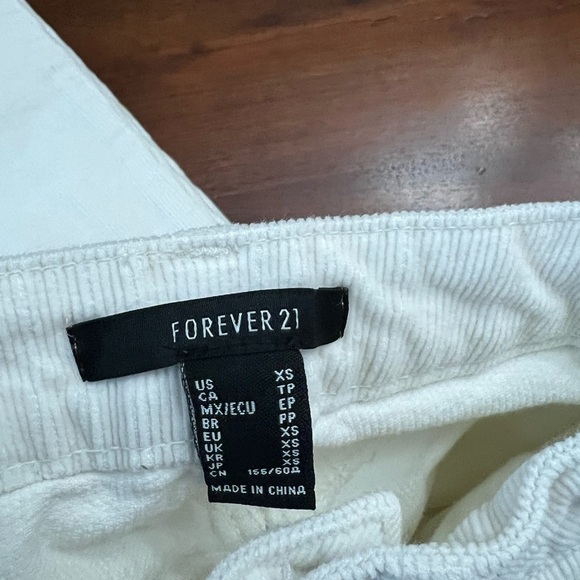 FOREVER 21
US XS
CA TP
MX/ECU EP
BR PP
EU XS
UK XS
KR XS
JP XS
CN 155/60A
MADE IN CHINA